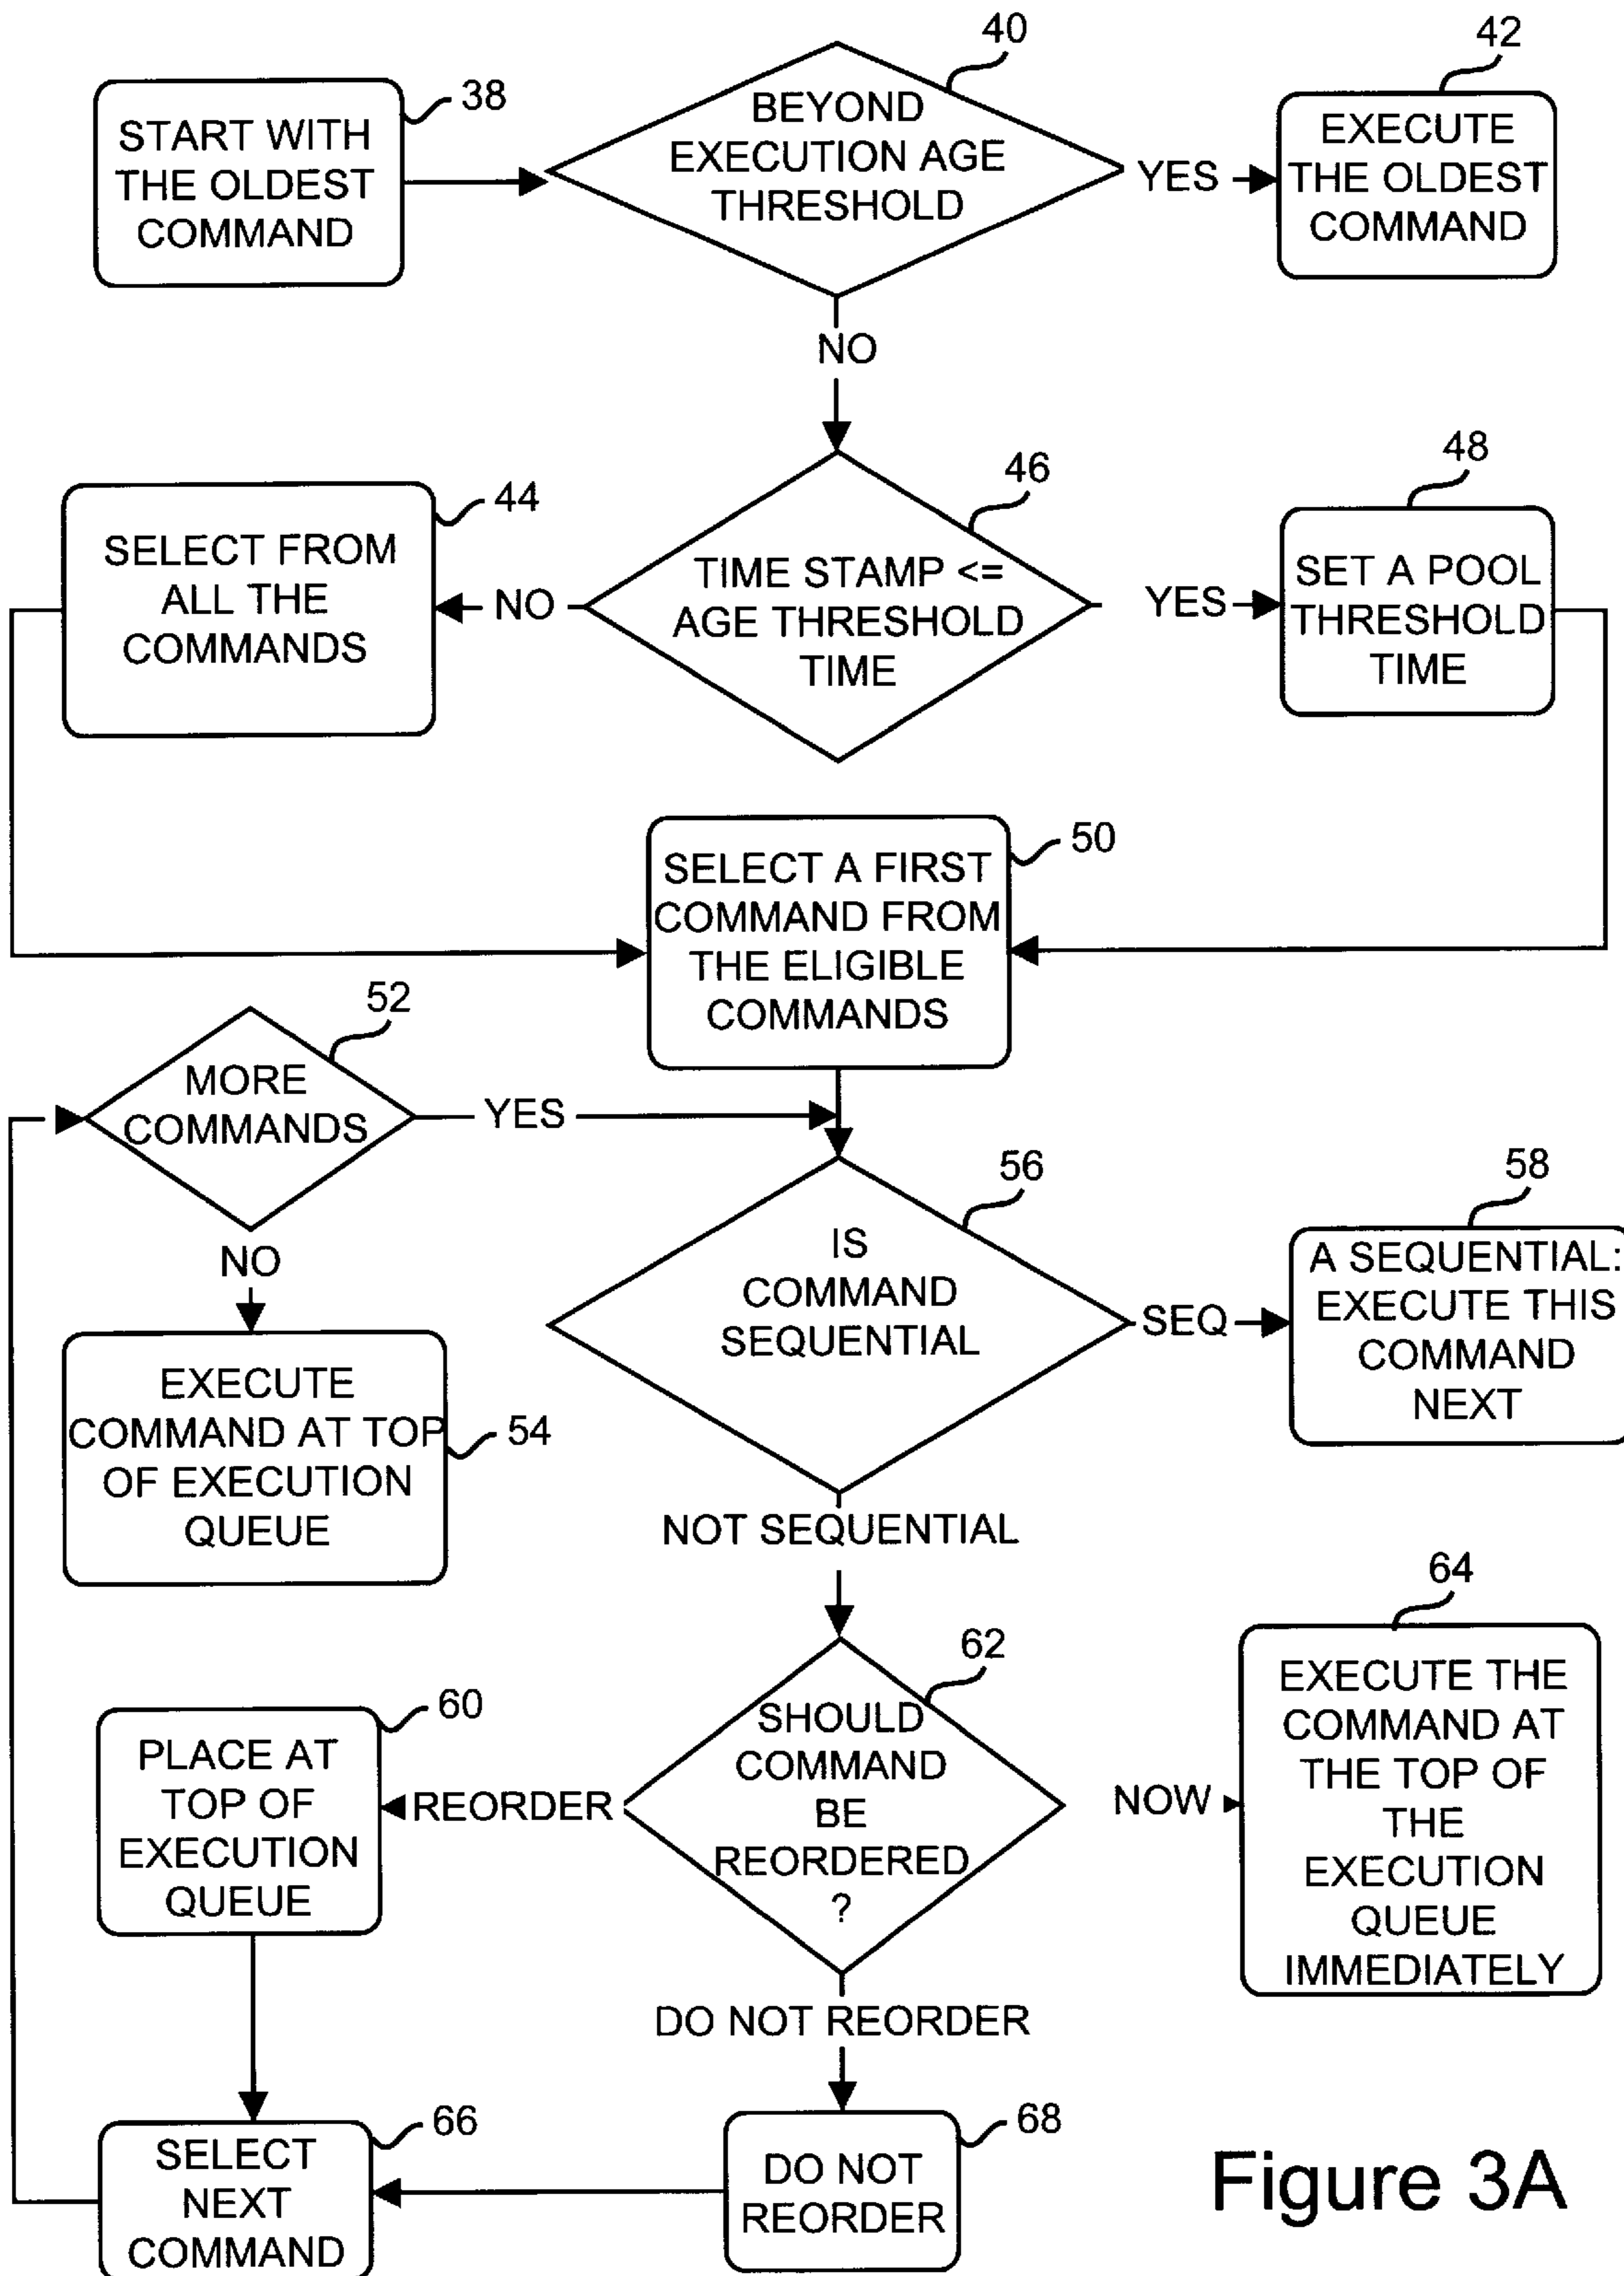 38
START WITH
THE OLDEST
COMMAND
40
BEYOND
EXECUTION AGE
THRESHOLD
YES
42
EXECUTE
THE OLDEST
COMMAND
NO
44
SELECT FROM
ALL THE
COMMANDS
NO
46
TIME STAMP <=
AGE THRESHOLD
TIME
YES
48
SET A POOL
THRESHOLD
TIME
50
SELECT A FIRST
COMMAND FROM
THE ELIGIBLE
COMMANDS
52
MORE
COMMANDS
YES
NO
EXECUTE
COMMAND AT TOP
OF EXECUTION
QUEUE
54
56
IS
COMMAND
SEQUENTIAL
SEQ
58
A SEQUENTIAL:
EXECUTE THIS
COMMAND
NEXT
NOT SEQUENTIAL
60
PLACE AT
TOP OF
EXECUTION
QUEUE
REORDER
62
SHOULD
COMMAND
BE
REORDERED
?
NOW
64
EXECUTE THE
COMMAND AT
THE TOP OF
THE
EXECUTION
QUEUE
IMMEDIATELY
DO NOT REORDER
66
SELECT
NEXT
COMMAND
68
DO NOT
REORDER
Figure 3A